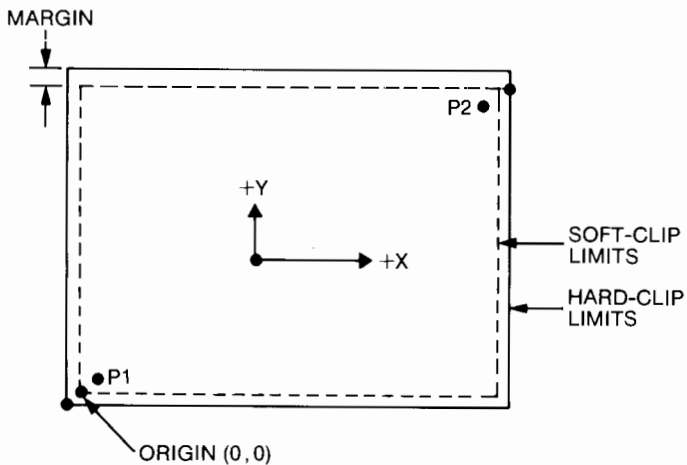 MARGIN
P2
+Y
+X
SOFT-CLIP
LIMITS
HARD-CLIP
LIMITS
P1
ORIGIN (0,0)